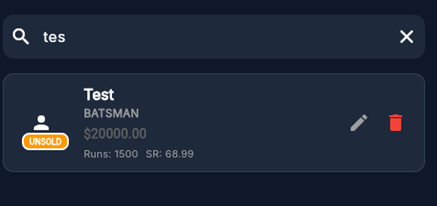 tes
Test
BATSMAN
UNSOLD
$20000.00
Runs: 1500 SR: 68.99